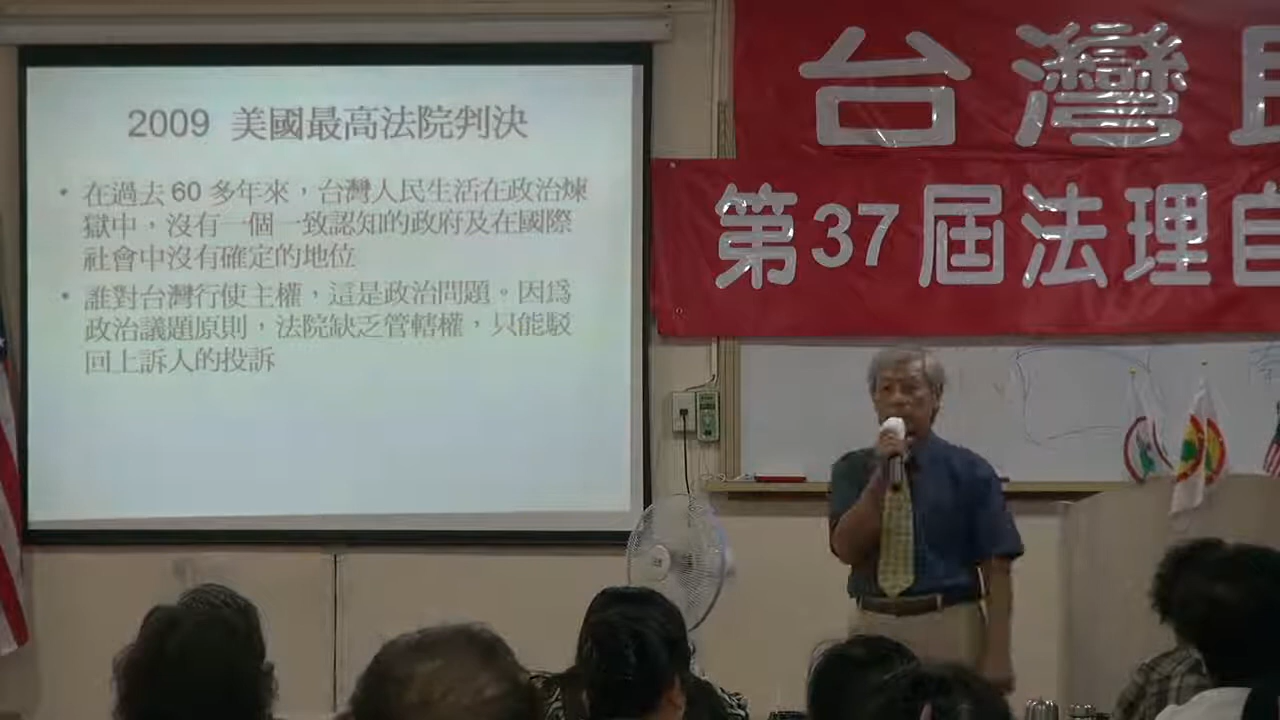 2009 美國最高法院判決
• 在過去 60 多年來，台灣人民生活在政治煉
獄中，沒有一個一致認知的政府及在國際
社會中沒有確定的地位
• 誰對台灣行使主權，這是政治問題。因為
政治議題原則，法院缺乏管轄權，只能駁
回上訴人的投訴
台灣
第37屆法理自